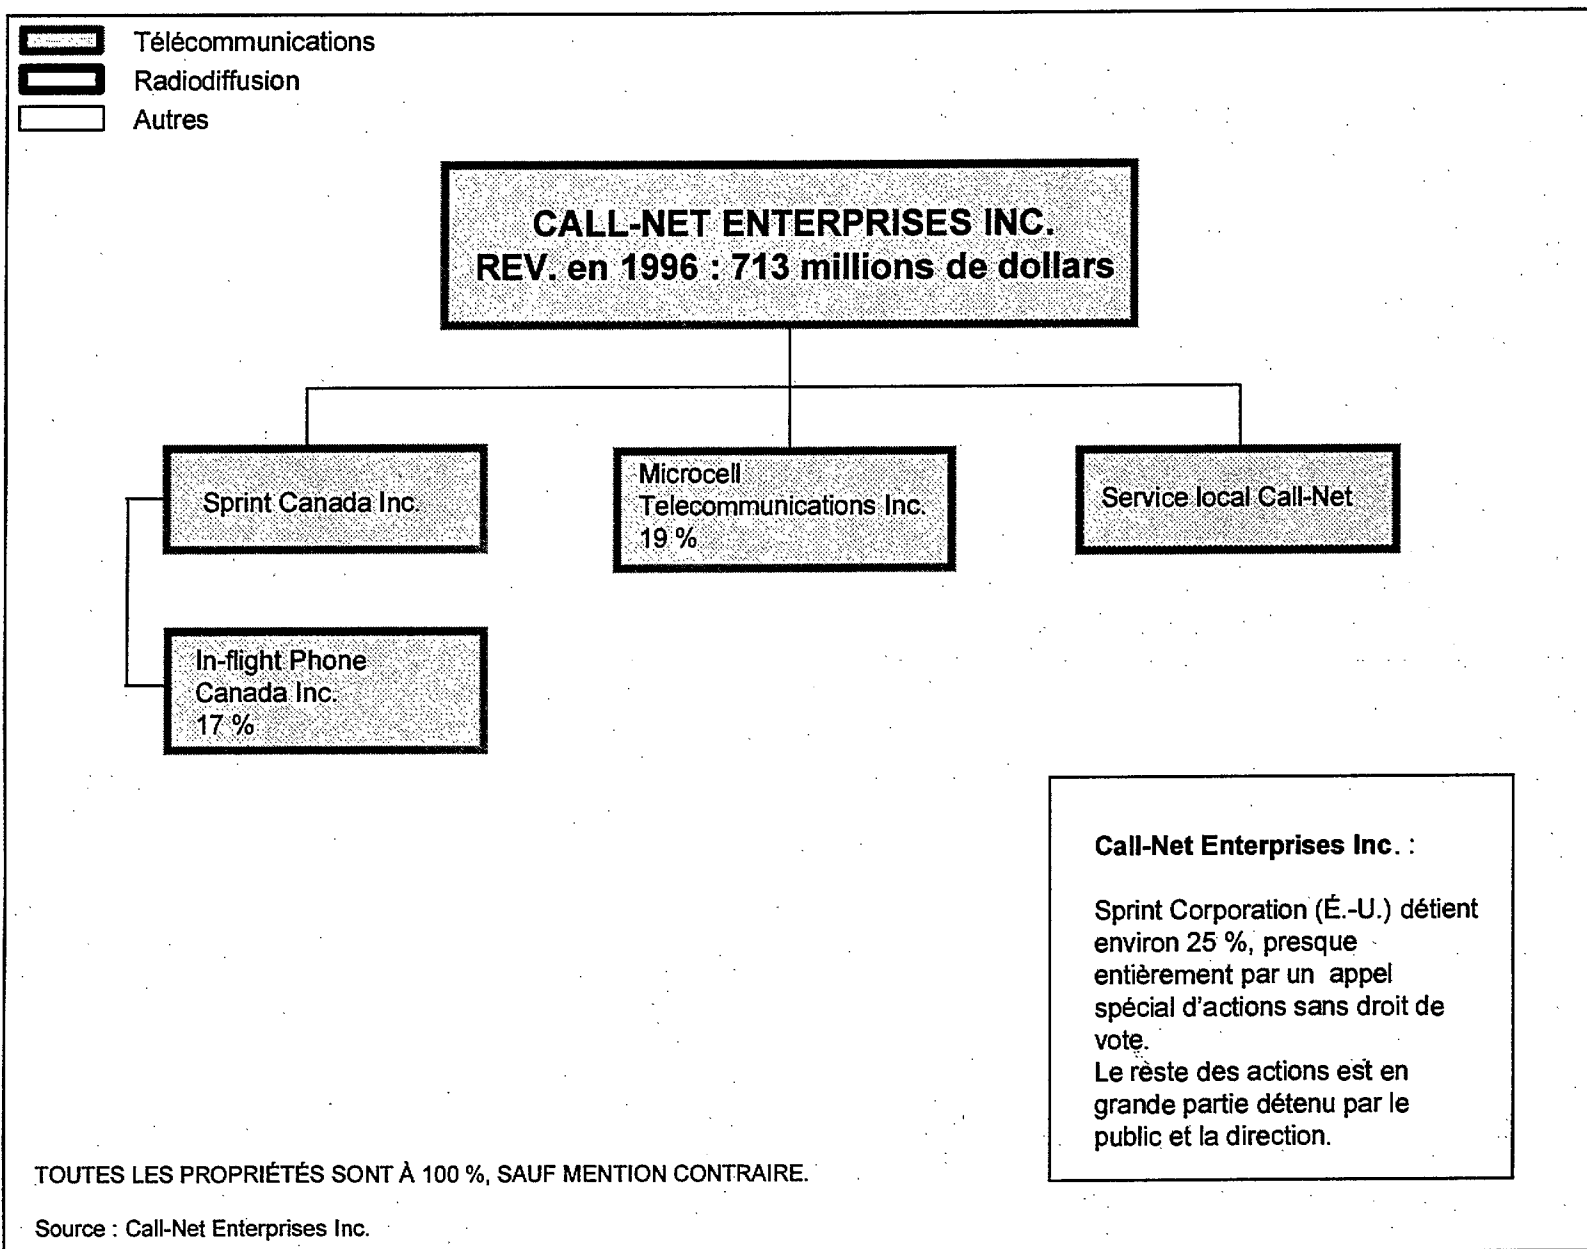 Télécommunications
Radiodiffusion
Autres
CALL-NET ENTERPRISES INC.
REV. en 1996 : 713 millions de dollars
Sprint Canada Inc.
Microcell
Telecommunications Inc.
19 %
Service local Call-Net
In-flight Phone
Canada Inc.
17 %
Call-Net Enterprises Inc. :
Sprint Corporation (É.-U.) détient
environ 25 %, presque
entièrement par un appel
spécial d'actions sans droit de
vote.
Le reste des actions est en
grande partie détenu par le
public et la direction.
TOUTES LES PROPRIÉTÉS SONT À 100 %, SAUF MENTION CONTRAIRE.
Source : Call-Net Enterprises Inc.